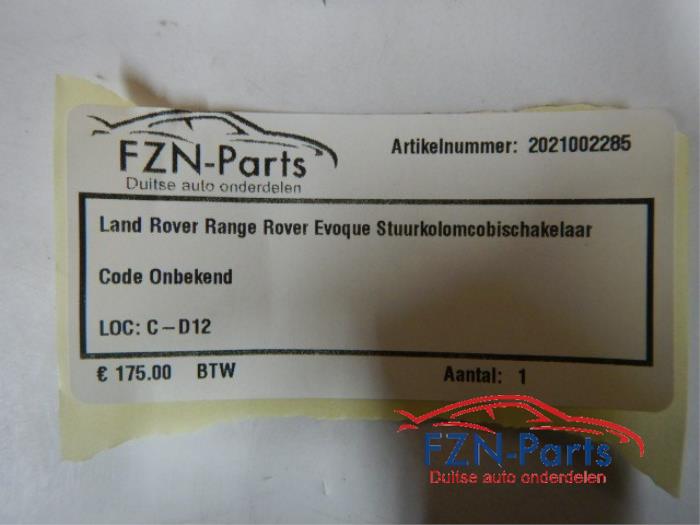 FZN-Parts
Duitse auto onderdelen
Artikelnummer: 2021002285
Land Rover Range Rover Evoque Stuurkolomcobischakelaar
Code Onbekend
LOC: C-D12
€ 175.00 BTW
Aantal: 1
FZN-Parts
Duitse auto onderdelen